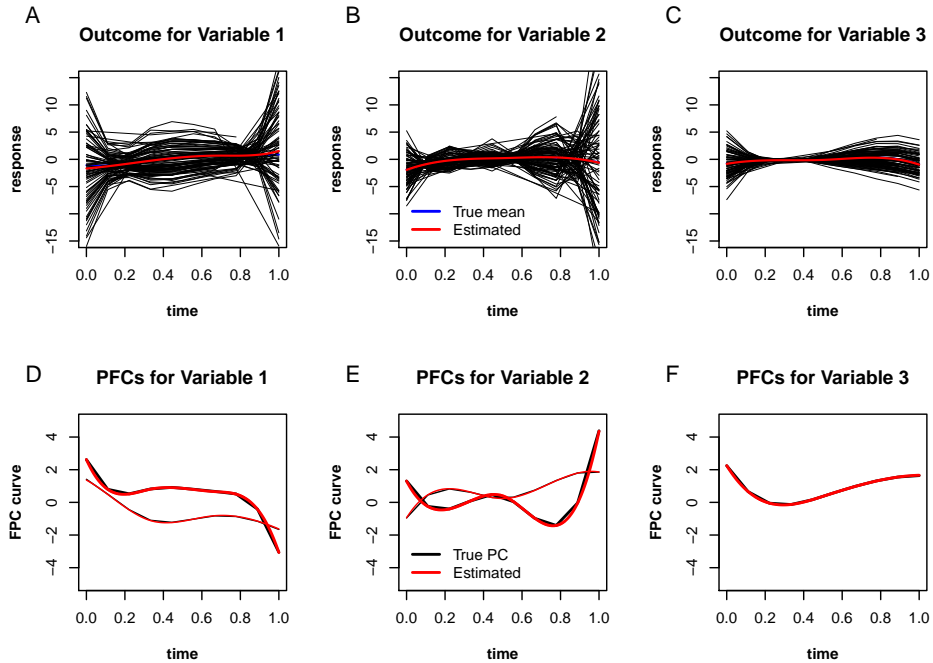 A
Outcome for Variable 1
response
10
5
0
−5
−15
0.0 0.2 0.4 0.6 0.8 1.0
time
B
Outcome for Variable 2
response
10
5
0
−5
−15
True mean
Estimated
0.0 0.2 0.4 0.6 0.8 1.0
time
C
Outcome for Variable 3
response
10
5
0
−5
−15
0.0 0.2 0.4 0.6 0.8 1.0
time
D
PFCs for Variable 1
FPC curve
4
2
0
−2
−4
0.0 0.2 0.4 0.6 0.8 1.0
time
E
PFCs for Variable 2
FPC curve
4
2
0
−2
−4
True PC
Estimated
0.0 0.2 0.4 0.6 0.8 1.0
time
F
PFCs for Variable 3
FPC curve
4
2
0
−2
−4
0.0 0.2 0.4 0.6 0.8 1.0
time